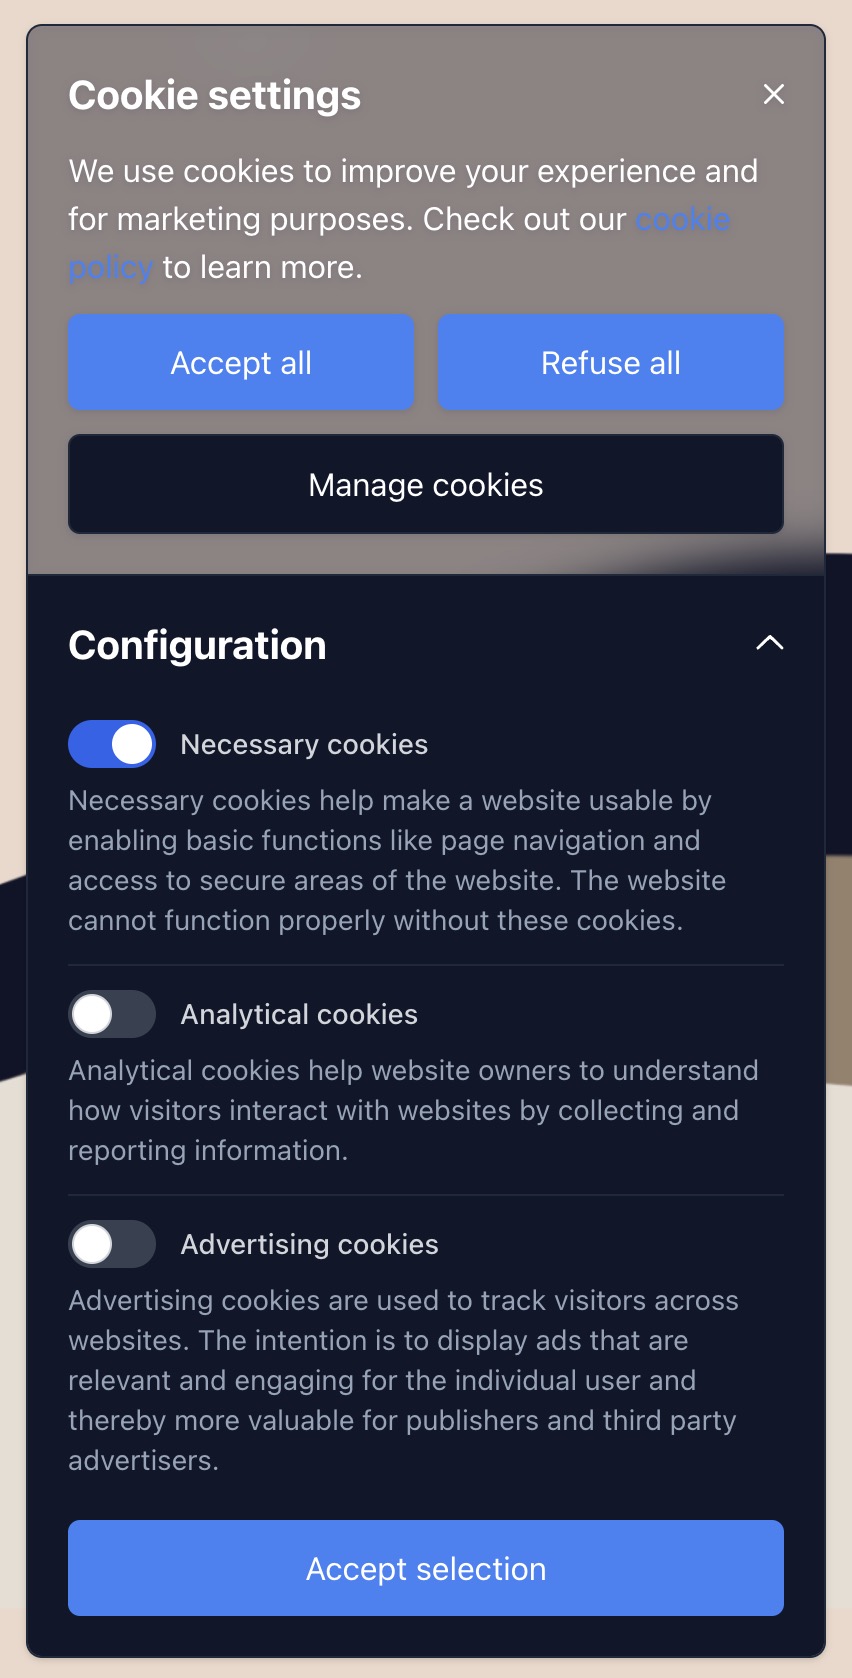 Cookie settings
We use cookies to improve your experience and
for marketing purposes. Check out our cookie
policy to learn more.
Accept all
Refuse all
Manage cookies
Configuration
Necessary cookies
Necessary cookies help make a website usable by
enabling basic functions like page navigation and
access to secure areas of the website. The website
cannot function properly without these cookies.
Analytical cookies
Analytical cookies help website owners to understand
how visitors interact with websites by collecting and
reporting information.
Advertising cookies
Advertising cookies are used to track visitors across
websites. The intention is to display ads that are
relevant and engaging for the individual user and
thereby more valuable for publishers and third party
advertisers.
Accept selection